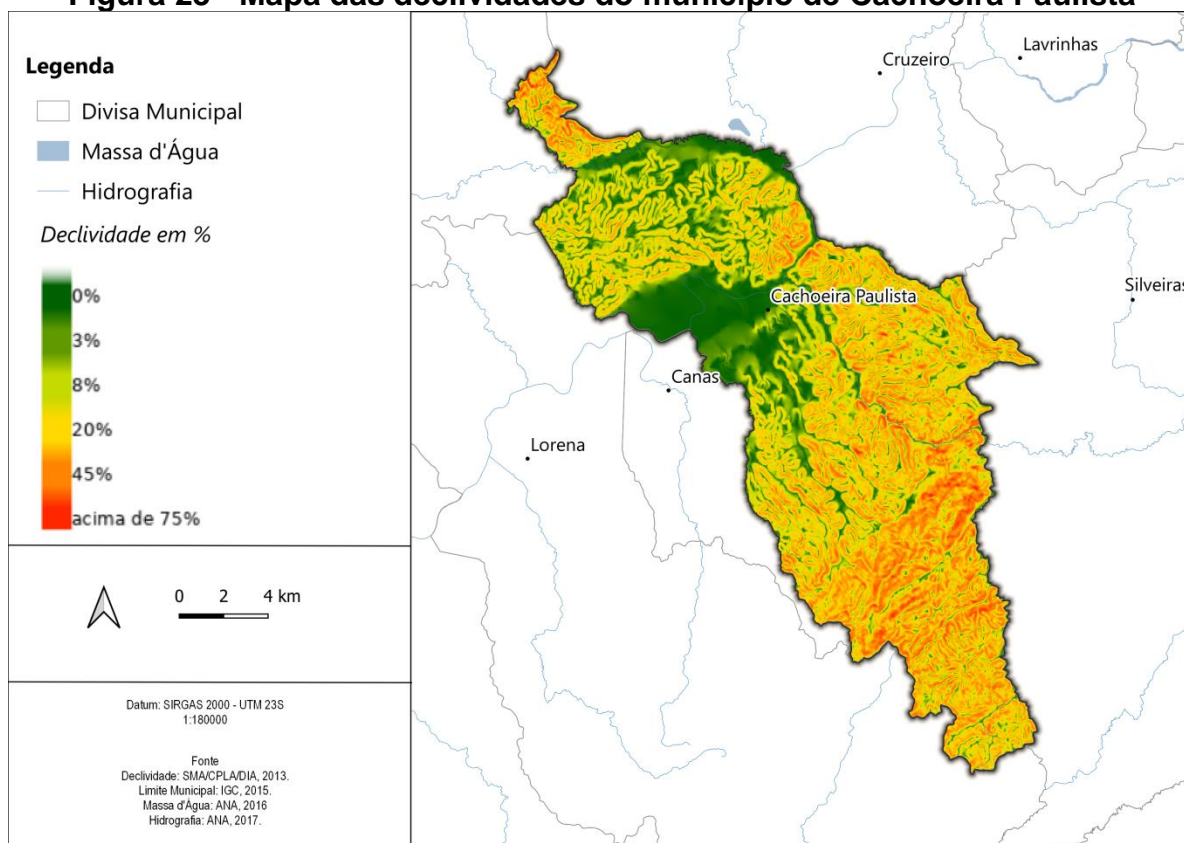 Figura 23 - Mapa das declividades do município de Cachoeira Paulista
Legenda
Divisa Municipal
Massa d'Água
Hidrografia
Declividade em %
0%
3%
8%
20%
45%
acima de 75%
0 2 4 km
Datum: SIRGAS 2000 - UTM 23S
1:180000
Fonte
Declividade: SMA/CPLA/DIA, 2013.
Limite Municipal: IGC, 2015.
Massa d'Água: ANA, 2016
Hidrografia: ANA, 2017.
Lavrinhas
Cruzeiro
Silveiras
Cachoeira Paulista
Canas
Lorena